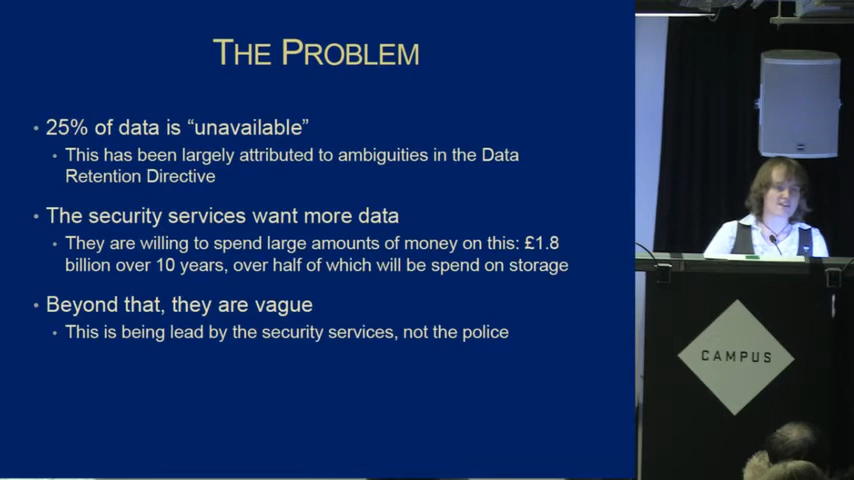 THE PROBLEM
• 25% of data is “unavailable”
• This has been largely attributed to ambiguities in the Data
Retention Directive
• The security services want more data
• They are willing to spend large amounts of money on this: £1.8
billion over 10 years, over half of which will be spend on storage
• Beyond that, they are vague
• This is being lead by the security services, not the police
CAMPUS